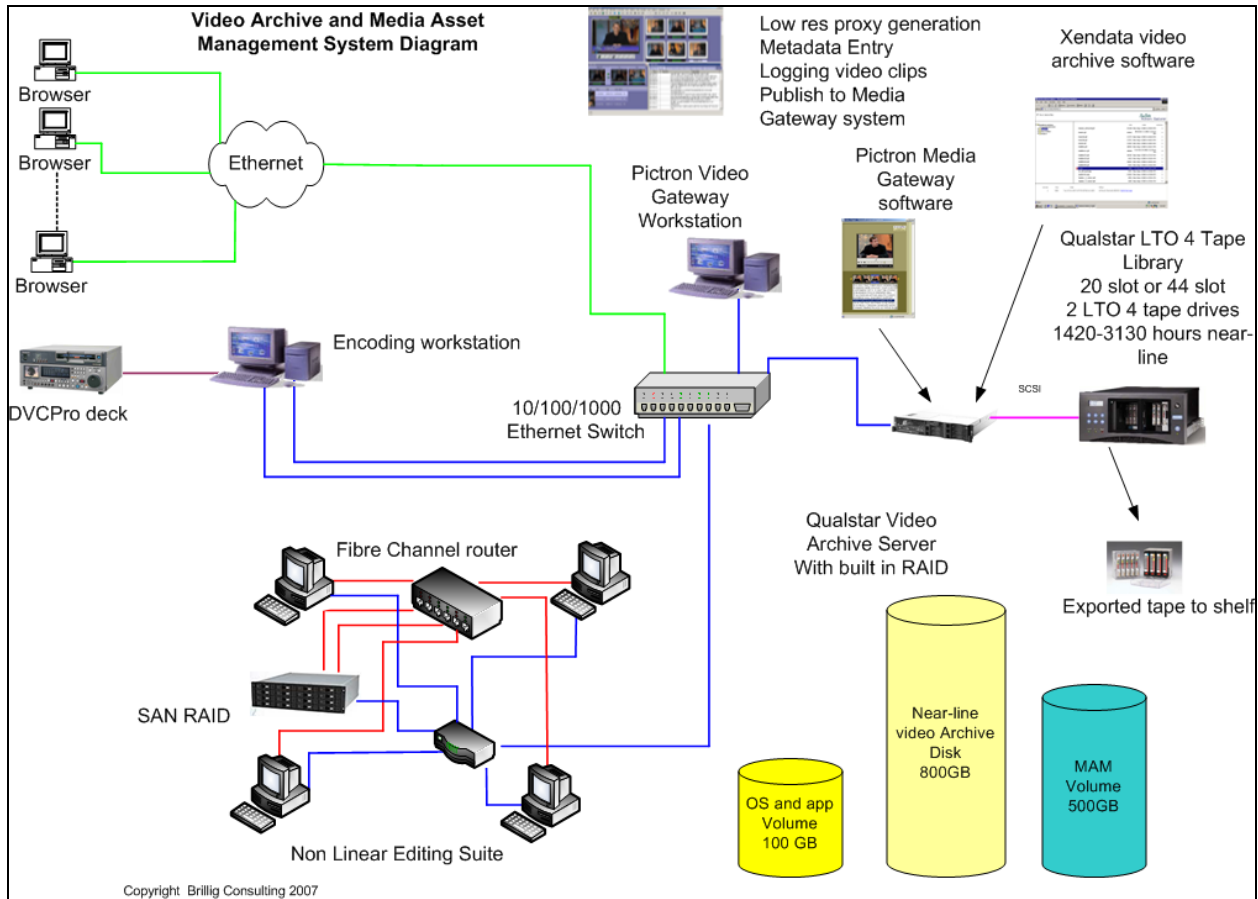 Video Archive and Media Asset
Management System Diagram
Browser
Browser
Browser
Ethernet
Low res proxy generation
Metadata Entry
Logging video clips
Publish to Media
Gateway system
Xendata video
archive software
Pictron Video
Gateway
Workstation
Pictron Media
Gateway
software
Qualstar LTO 4 Tape
Library
20 slot or 44 slot
2 LTO 4 tape drives
1420-3130 hours near-
line
DVCPro deck
Encoding workstation
10/100/1000
Ethernet Switch
SCSI
Exported tape to shelf
Fibre Channel router
SAN RAID
Non Linear Editing Suite
Qualstar Video
Archive Server
With built in RAID
OS and app
Volume
100 GB
Near-line
video Archive
Disk
800GB
MAM
Volume
500GB
Copyright Brillig Consulting 2007